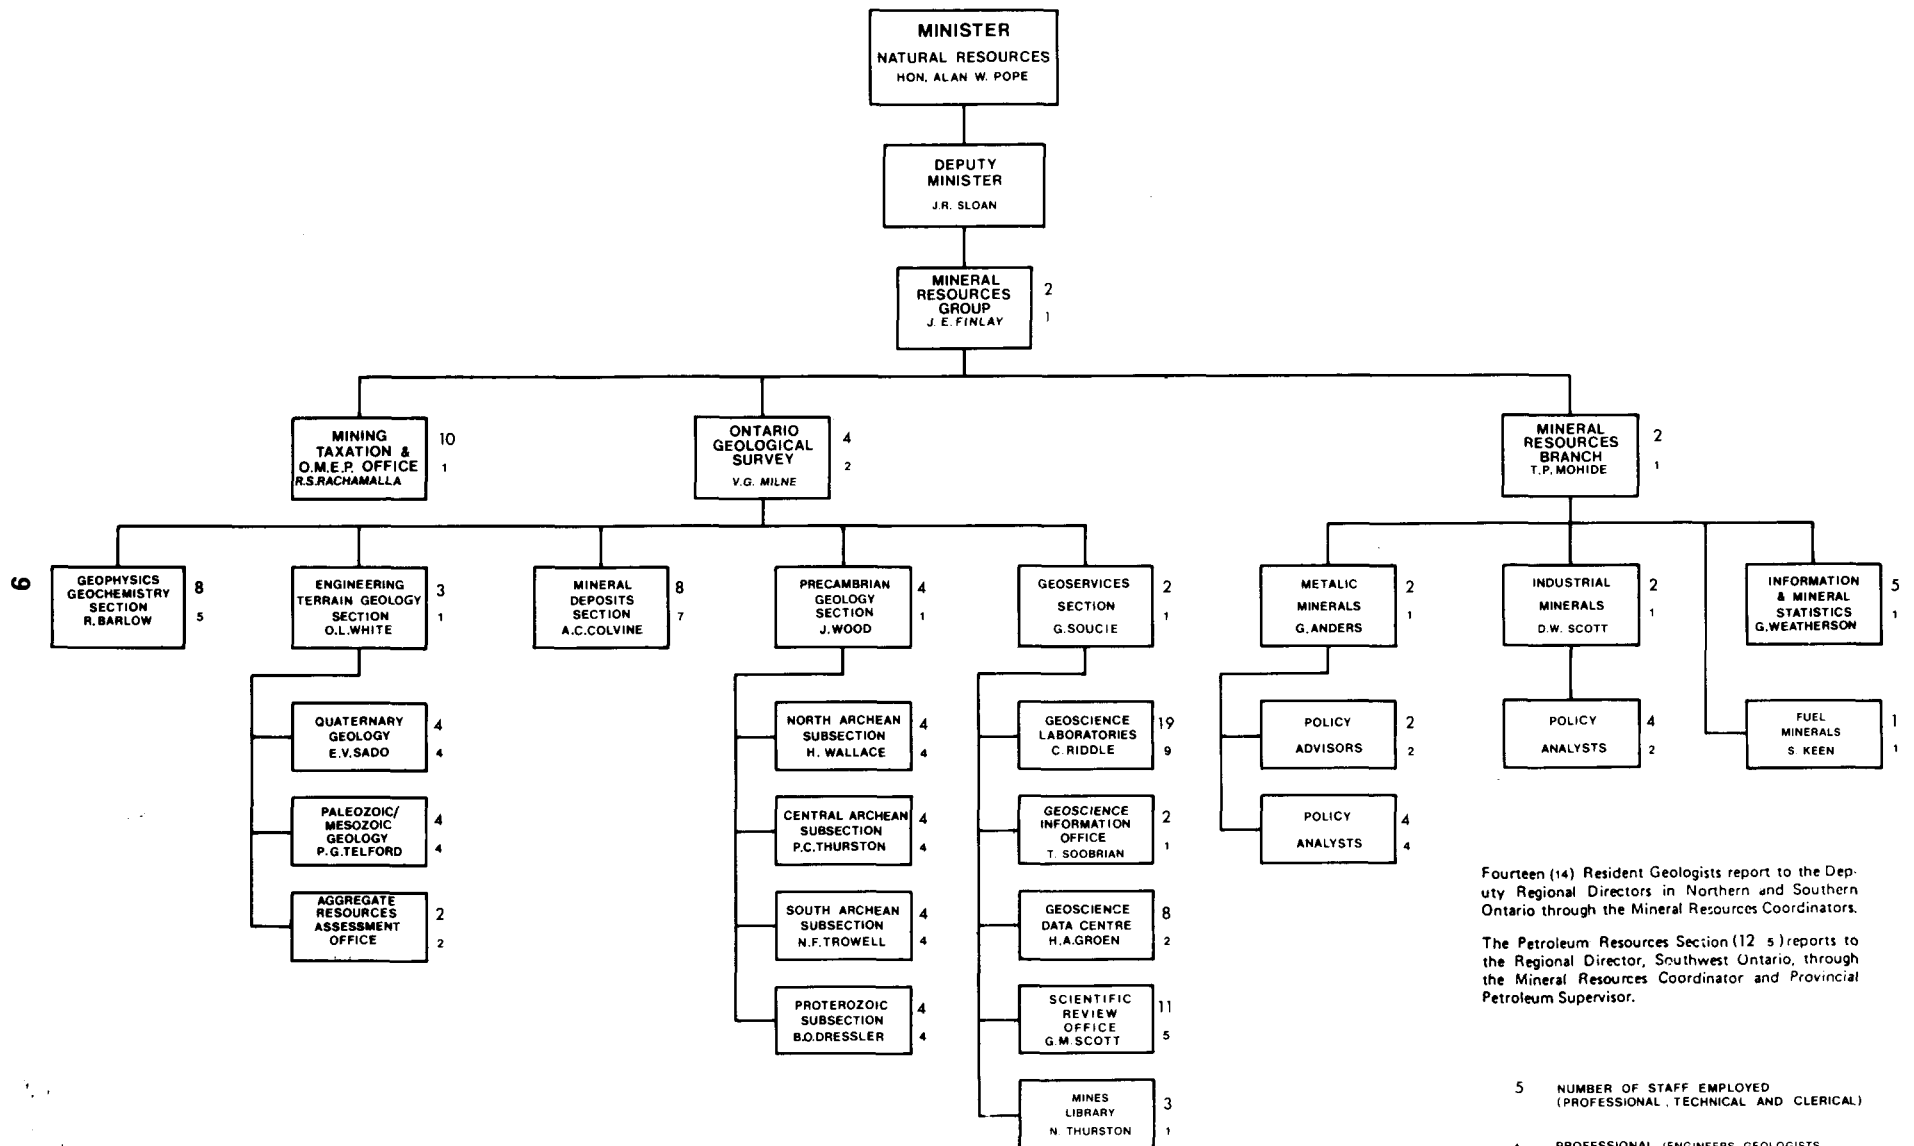 MINISTER
NATURAL RESOURCES
HON. ALAN W. POPE
DEPUTY
MINISTER
J.R. SLOAN
MINERAL
RESOURCES
GROUP
J. E. FINLAY
2
1
MINING
TAXATION &
O.M.E.P. OFFICE
R.S.RACHAMALLA
10
1
ONTARIO
GEOLOGICAL
SURVEY
V.G. MILNE
4
2
MINERAL
RESOURCES
BRANCH
T.P. MOHIDE
2
1
6
GEOPHYSICS
GEOCHEMISTRY
SECTION
R. BARLOW
8
5
ENGINEERING
TERRAIN GEOLOGY
SECTION
O.L.WHITE
3
1
MINERAL
DEPOSITS
SECTION
A.C.COLVINE
8
7
PRECAMBRIAN
GEOLOGY
SECTION
J.WOOD
4
1
GEOSERVICES
SECTION
G.SOUCIE
2
1
METALIC
MINERALS
G.ANDERS
2
1
INDUSTRIAL
MINERALS
D.W. SCOTT
2
1
INFORMATION
& MINERAL
STATISTICS
G.WEATHERSON
5
1
QUATERNARY
GEOLOGY
E.V.SADO
4
4
PALEOZOIC/
MESOZOIC
GEOLOGY
P.G.TELFORD
4
4
AGGREGATE
RESOURCES
ASSESSMENT
OFFICE
2
2
NORTH ARCHEAN
SUBSECTION
H. WALLACE
4
4
CENTRAL ARCHEAN
SUBSECTION
P.C.THURSTON
4
4
SOUTH ARCHEAN
SUBSECTION
N.F.TROWELL
4
4
PROTEROZOIC
SUBSECTION
B.O.DRESSLER
4
4
GEOSCIENCE
LABORATORIES
C. RIDDLE
19
9
GEOSCIENCE
INFORMATION
OFFICE
T. SOOBRIAN
2
1
GEOSCIENCE
DATA CENTRE
H.A.GROEN
8
2
SCIENTIFIC
REVIEW
OFFICE
G.M.SCOTT
11
5
MINES
LIBRARY
N. THURSTON
3
1
POLICY
ADVISORS
2
2
POLICY
ANALYSTS
4
4
POLICY
ANALYSTS
4
2
FUEL
MINERALS
S. KEEN
1
1
Fourteen (14) Resident Geologists report to the Dep-
uty Regional Directors in Northern and Southern
Ontario through the Mineral Resources Coordinators.
The Petroleum Resources Section (12 5) reports to
the Regional Director, Southwest Ontario, through
the Mineral Resources Coordinator and Provincial
Petroleum Supervisor.
5 NUMBER OF STAFF EMPLOYED
(PROFESSIONAL, TECHNICAL AND CLERICAL)
PROFESSIONAL (ENGINEERS GEOLOGISTS